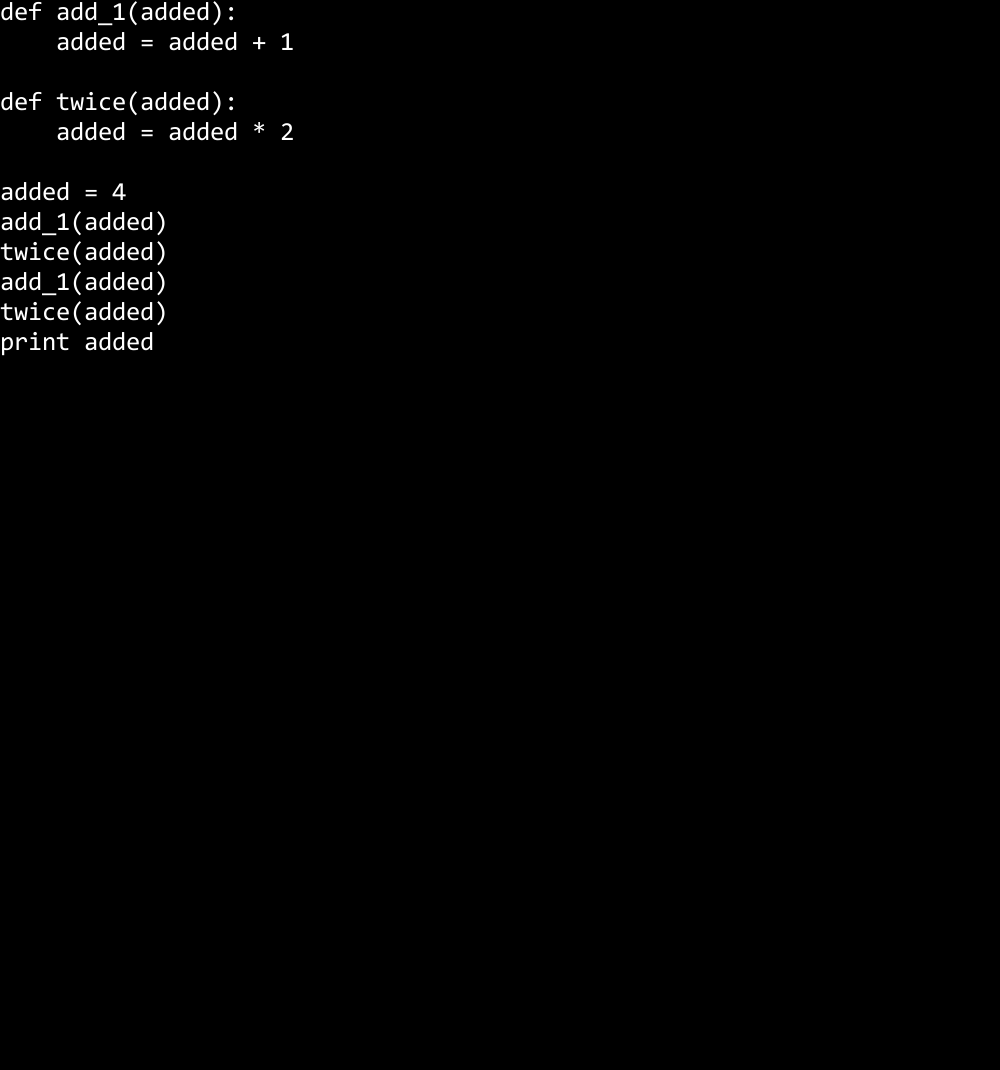 def add_1(added):
    added = added + 1

def twice(added):
    added = added * 2

added = 4
add_1(added)
twice(added)
add_1(added)
twice(added)
print added